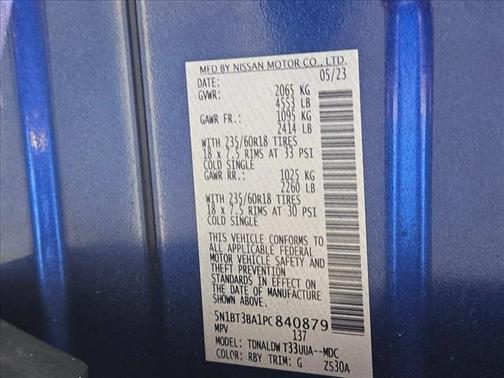 MFD BY NISSAN MOTOR CO., LTD.
DATE: 05/23
GVWR: 2065 KG
4553 LB
GAWR FR.: 1095 KG
2414 LB
WITH 235/60R18 TIRES
18 x 7.5 RIMS AT 33 PSI
COLD SINGLE
GAWR RR.: 1025 KG
2260 LB
WITH 235/60R18 TIRES
18 x 7.5 RIMS AT 30 PSI
COLD SINGLE
THIS VEHICLE CONFORMS TO
ALL APPLICABLE FEDERAL
MOTOR VEHICLE SAFETY AND
THEFT PREVENTION
STANDARDS IN EFFECT ON
THE DATE OF MANUFACTURE
SHOWN ABOVE.
5N1BT3BA1PC840879
MPV 137
MODEL: TDNALDWT33UUA--MDC
COLOR: RBY TRIM: G ZS30A